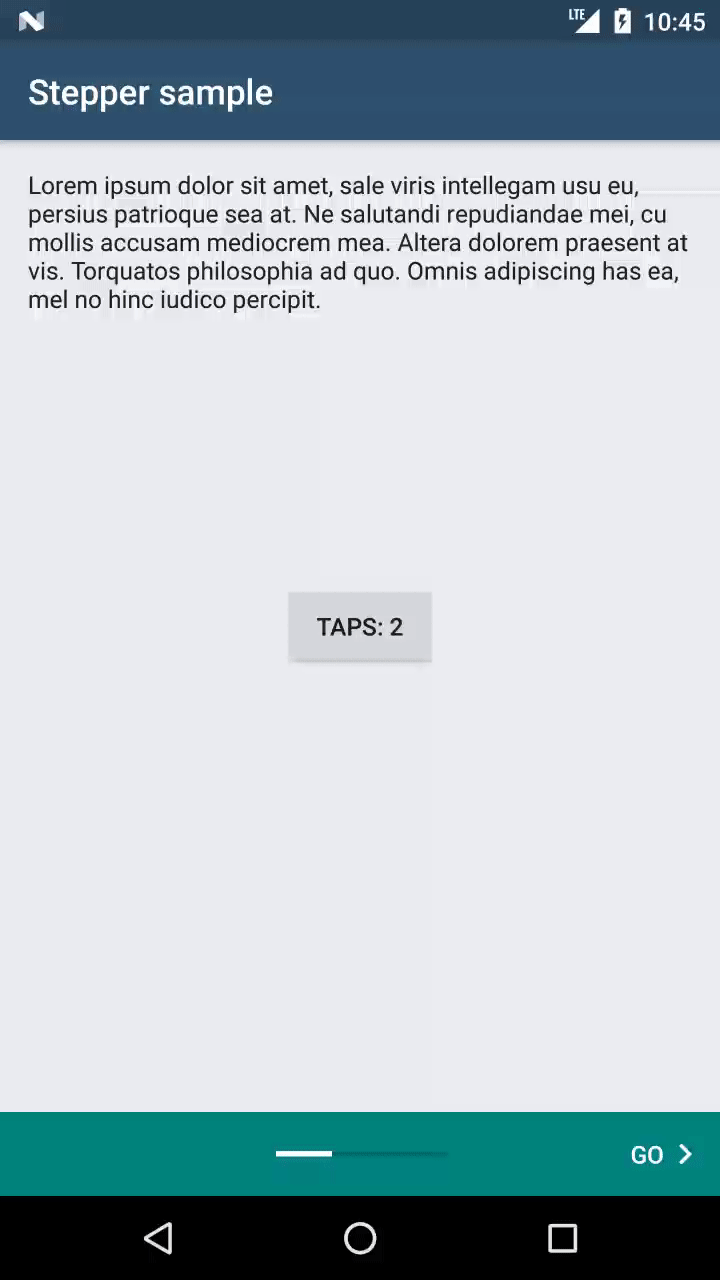 LTE 10:45
Stepper sample
Lorem ipsum dolor sit amet, sale viris intellegam usu eu,
persius patrioque sea at. Ne salutandi repudiandae mei, cu
mollis accusam mediocrem mea. Altera dolorem praesent at
vis. Torquatos philosophia ad quo. Omnis adipiscing has ea,
mel no hinc iudico percipit.
TAPS: 2
GO